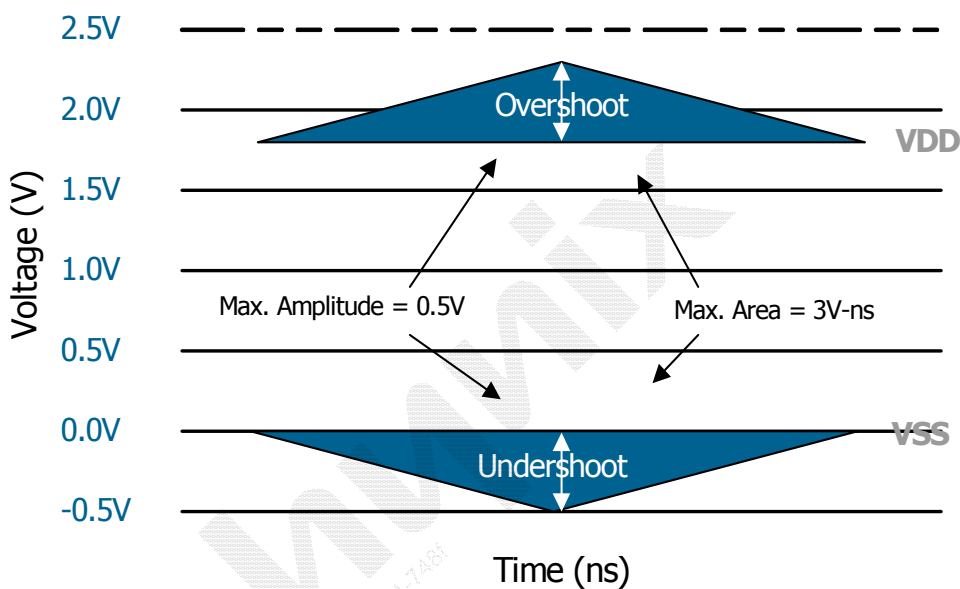 2.5V
Overshoot
2.0V
VDD
1.5V
1.0V
Max. Amplitude = 0.5V
Max. Area = 3V-ns
0.5V
0.0V
VSS
Undershoot
-0.5V
Voltage (V)
Time (ns)